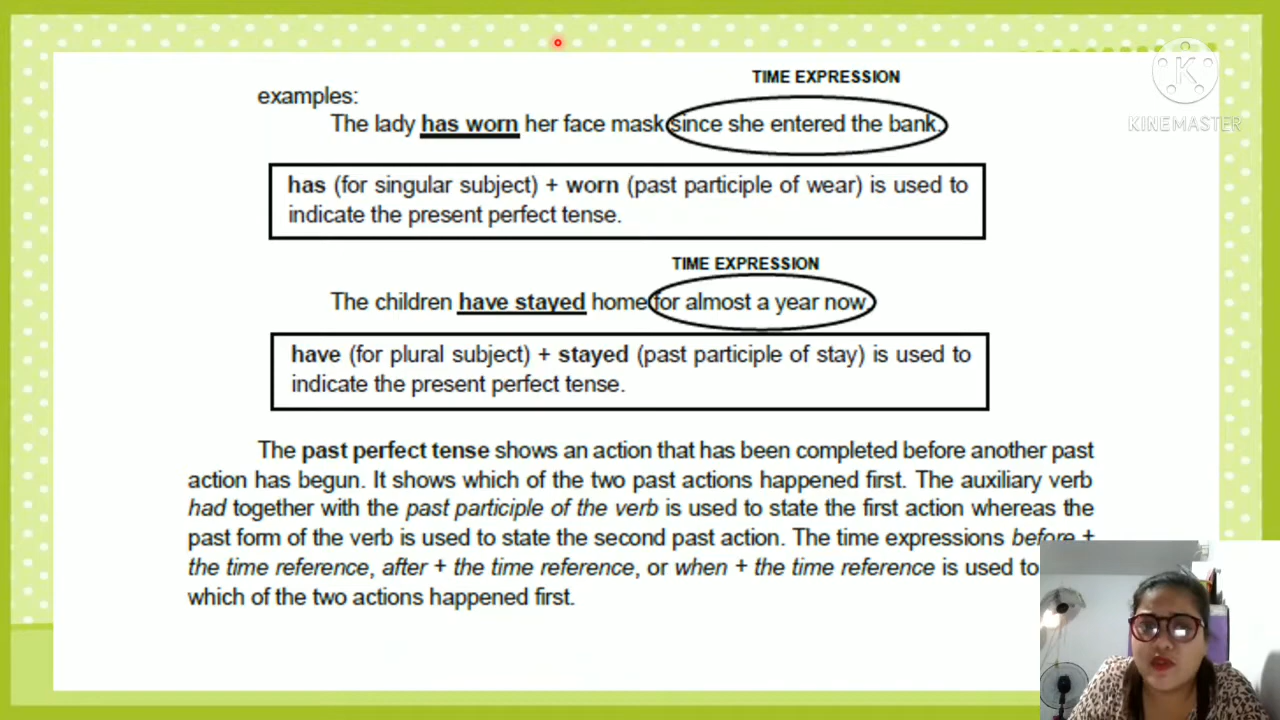 TIME EXPRESSION
examples:
The lady has worn her face mask since she entered the bank.
has (for singular subject) + worn (past participle of wear) is used to
indicate the present perfect tense.
TIME EXPRESSION
The children have stayed home for almost a year now
have (for plural subject) + stayed (past participle of stay) is used to
indicate the present perfect tense.
The past perfect tense shows an action that has been completed before another past
action has begun. It shows which of the two past actions happened first. The auxiliary verb
had together with the past participle of the verb is used to state the first action whereas the
past form of the verb is used to state the second past action. The time expressions before +
the time reference, after + the time reference, or when + the time reference is used to
which of the two actions happened first.
K
KINEMASTER